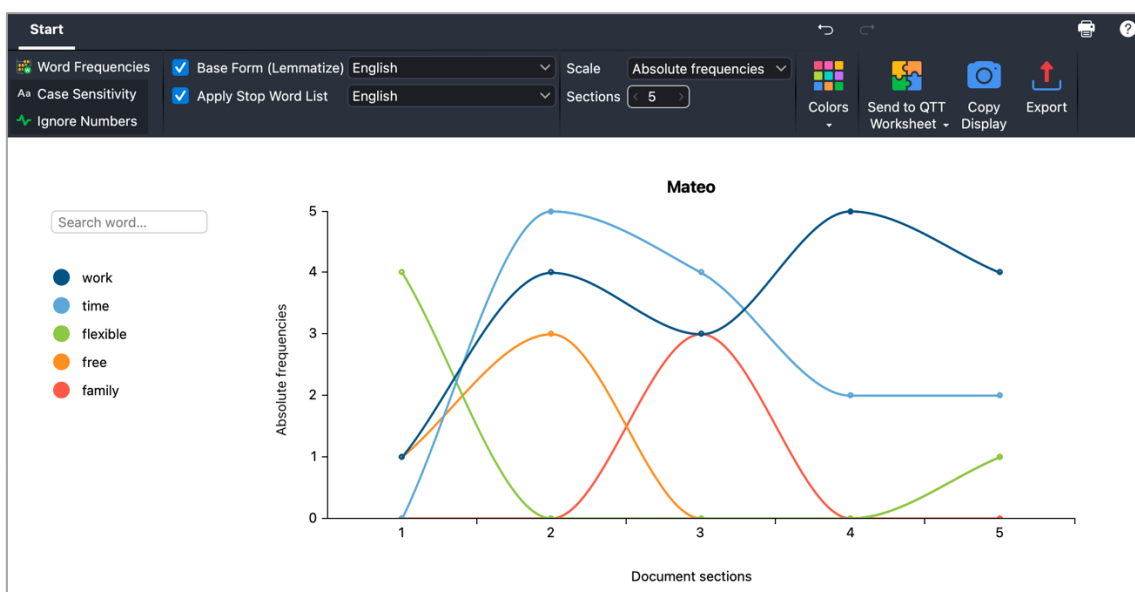 Start
?
Word Frequencies
Base Form (Lemmatize) English
Scale Absolute frequencies
Aa Case Sensitivity
Apply Stop Word List English
Sections < 5 >
Ignore Numbers
Colors
Send to QTT
Worksheet
Copy
Display
Export
Mateo
Search word...
work
time
flexible
free
family
Absolute frequencies
5
4
3
2
1
0
1 2 3 4 5
Document sections